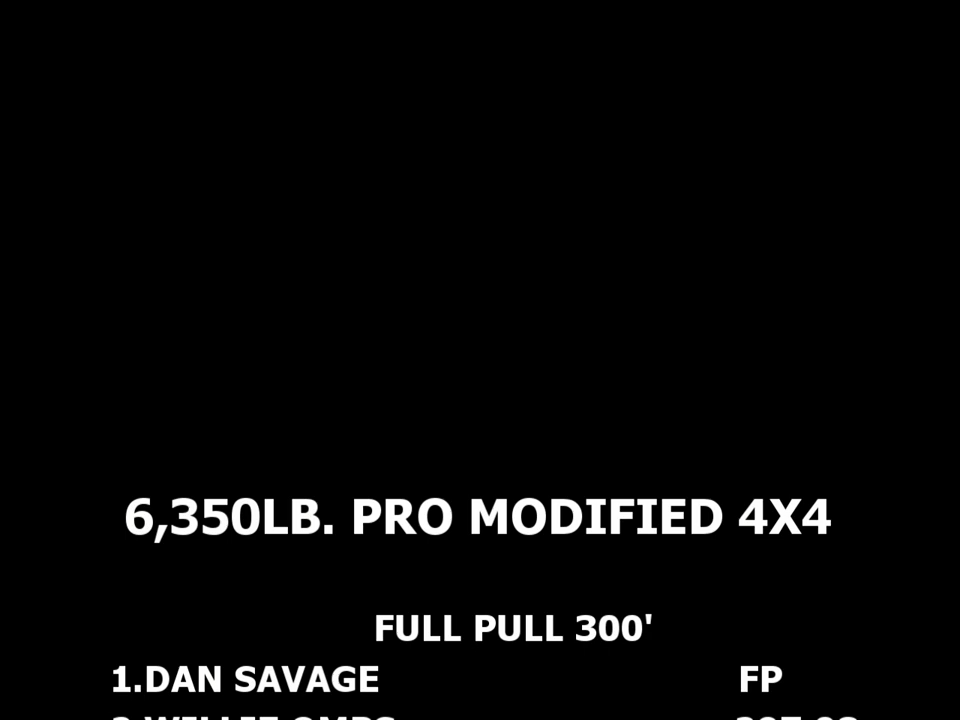 6,350LB. PRO MODIFIED 4X4
FULL PULL 300'
1.DAN SAVAGE FP